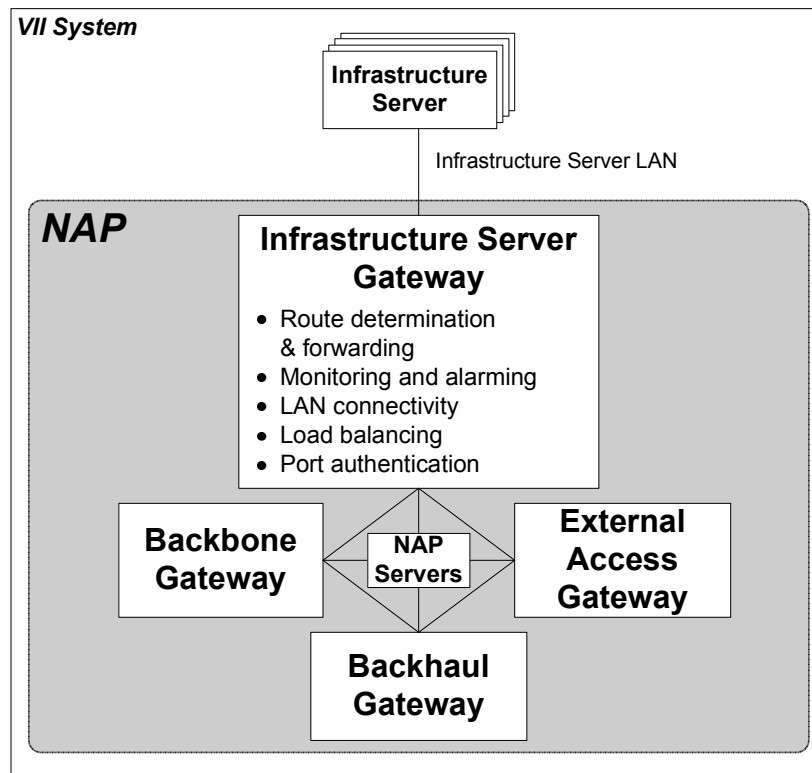 VII System
Infrastructure
Server
Infrastructure Server LAN
NAP
Infrastructure Server
Gateway
• Route determination
& forwarding
• Monitoring and alarming
• LAN connectivity
• Load balancing
• Port authentication
Backbone
Gateway
NAP
Servers
External
Access
Gateway
Backhaul
Gateway